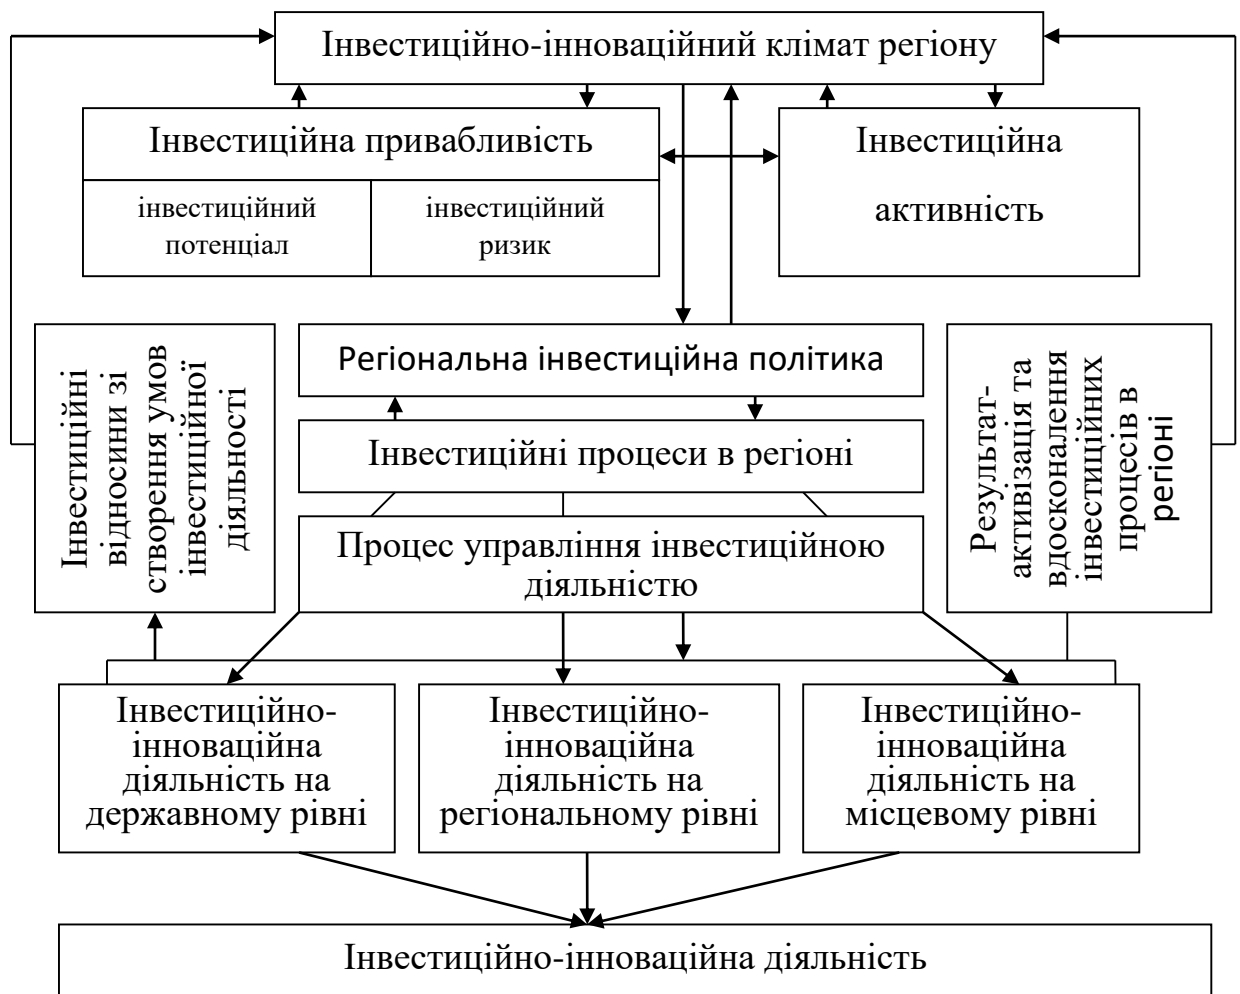 Інвестиційно-інноваційний клімат регіону
Інвестиційна привабливість
інвестиційний
потенціал
інвестиційний
ризик
Інвестиційна
активність
Інвестиційні
відносини зі
створення умов
інвестиційної
діяльності
Регіональна інвестиційна політика
Інвестиційні процеси в регіоні
Процес управління інвестиційною
діяльністю
Результат-
активізація та
вдосконалення
інвестиційних
процесів в
регіоні
Інвестиційно-
інноваційна
діяльність на
державному рівні
Інвестиційно-
інноваційна
діяльність на
регіональному рівні
Інвестиційно-
інноваційна
діяльність на
місцевому рівні
Інвестиційно-інноваційна діяльність